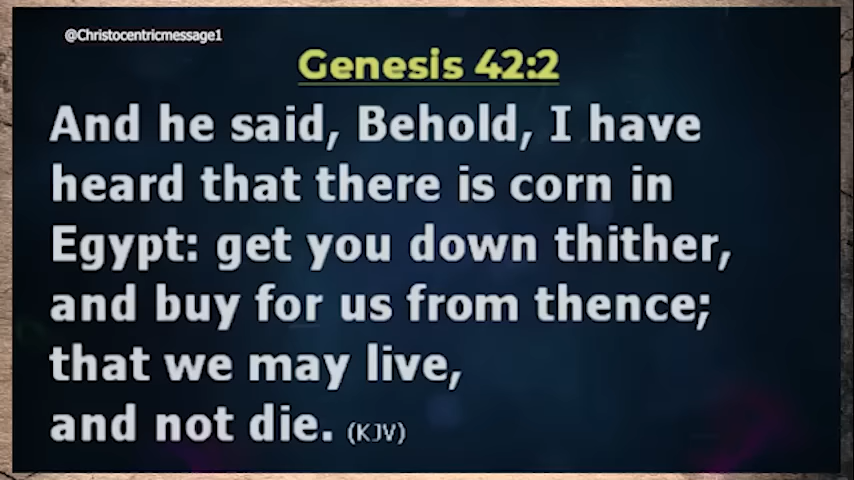 @Christocentricmessage1
Genesis 42:2
And he said, Behold, I have
heard that there is corn in
Egypt: get you down thither,
and buy for us from thence;
that we may live,
and not die. (KJV)